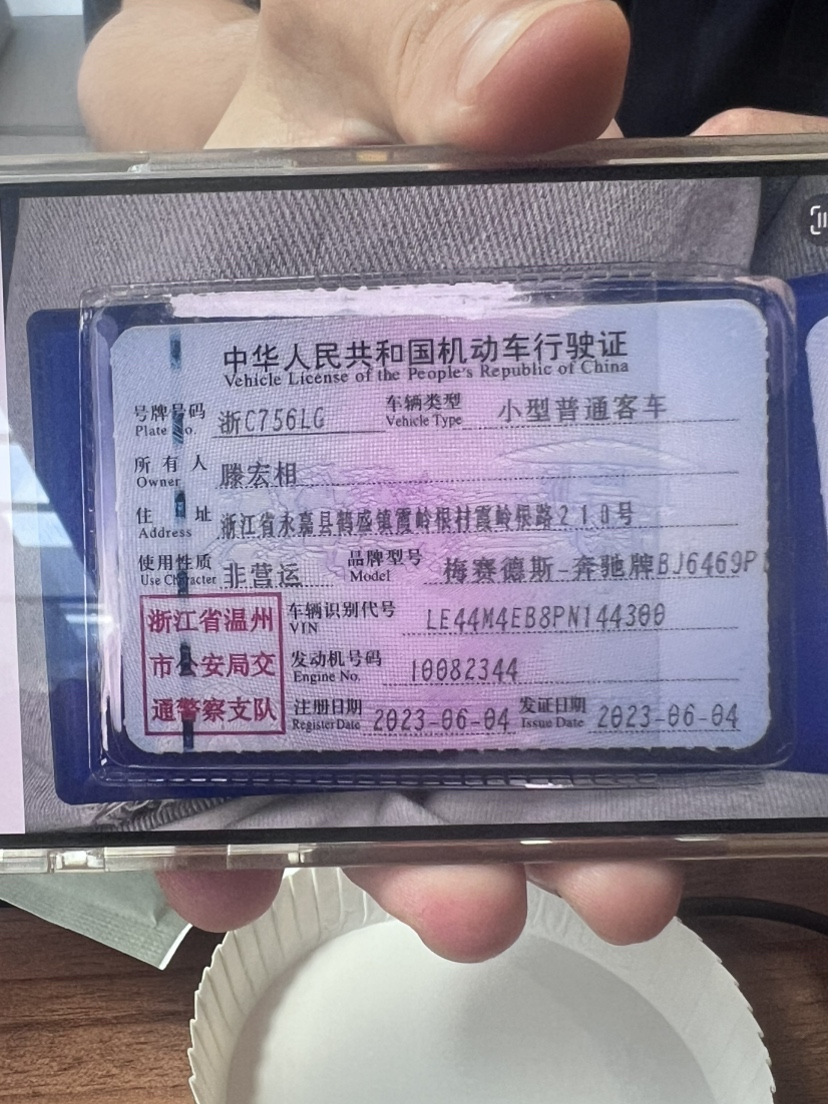 中华人民共和国机动车行驶证
Vehicle License of the People's Republic of China
号牌号码 浙C756LG 车辆类型 小型普通客车
Plate No. Vehicle Type
所有人 滕宏相
Owner
住址 浙江省永嘉县鹤盛镇霞岭根村霞岭根路210号
Address
使用性质 非营运 品牌型号 梅赛德斯-奔驰牌BJ6469P
Use Character Model
浙江省温州 车辆识别代号 LE44M4EB8PN144300
VIN
市公安局交 发动机号码 10082344
Engine No.
通警察支队 注册日期 2023-06-04 发证日期 2023-06-04
Register Date Issue Date